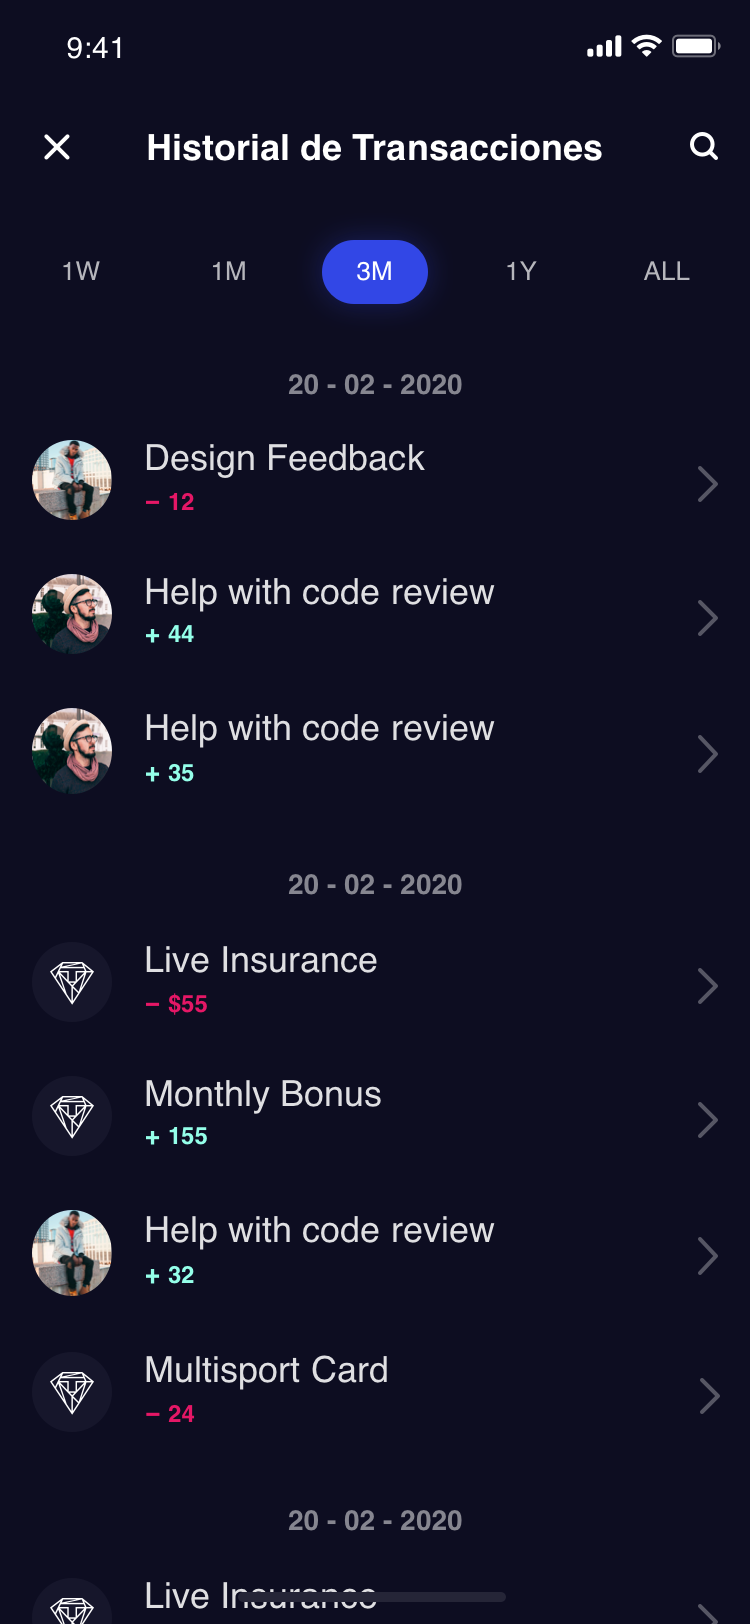 9:41
Historial de Transacciones
1W 1M 3M 1Y ALL
20 - 02 - 2020
Design Feedback
– 12
Help with code review
+ 44
Help with code review
+ 35
20 - 02 - 2020
Live Insurance
– $55
Monthly Bonus
+ 155
Help with code review
+ 32
Multisport Card
– 24
20 - 02 - 2020
Live Insurance